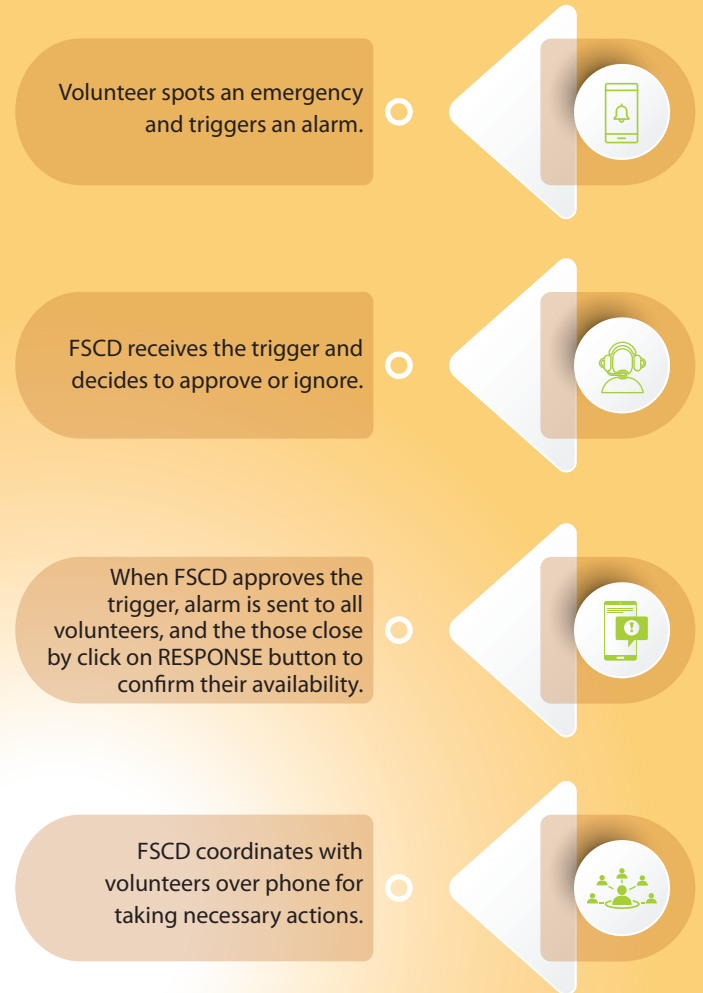 Volunteer spots an emergency
and triggers an alarm.
FSCD receives the trigger and
decides to approve or ignore.
When FSCD approves the
trigger, alarm is sent to all
volunteers, and the those close
by click on RESPONSE button to
confirm their availability.
FSCD coordinates with
volunteers over phone for
taking necessary actions.